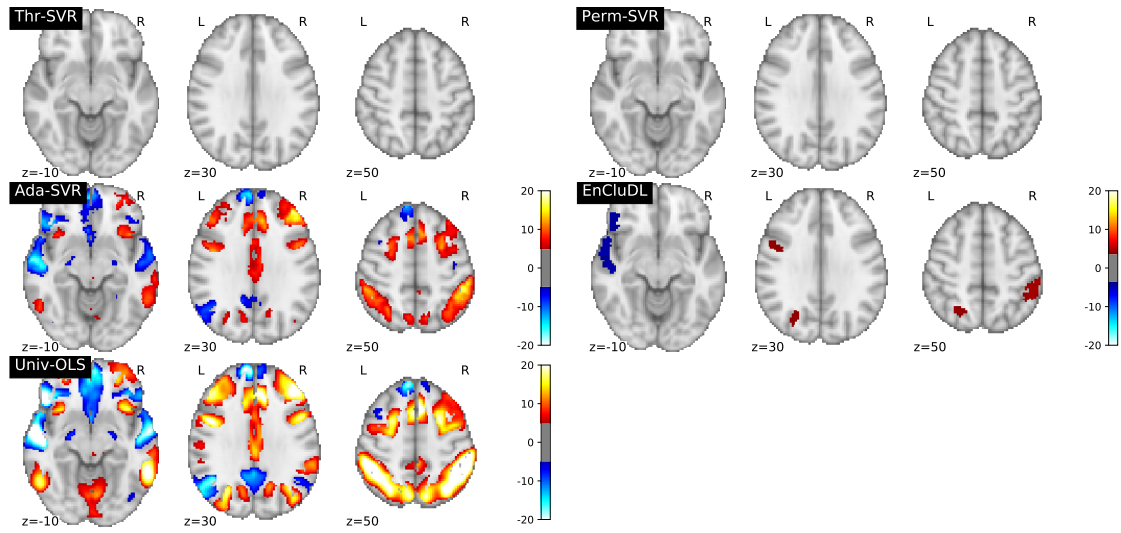 Thr-SVR
L R
z=-10 z=30 z=50
Perm-SVR
L R R
z=-10 z=30 z=50
Ada-SVR
R L R L R
z=-10 z=30 z=50
20
10
0
-10
-20
EnCluDL
R L R L R
z=-10 z=30 z=50
20
10
0
-10
-20
Univ-OLS
R L R L R
z=-10 z=30 z=50
20
10
0
-10
-20